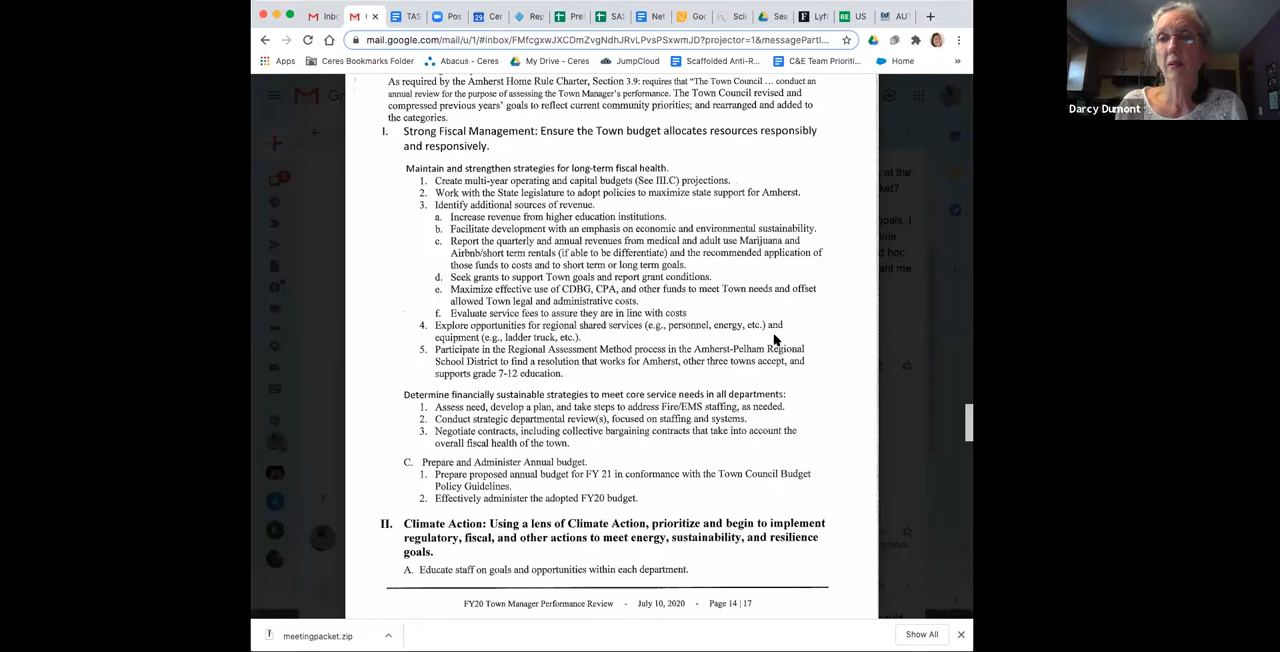 Inb
TAS
Pos
Cer
Rep
Prel
SAS
Net
Goo
Scie
Sea
Lyft
US
AUT
mail.google.com/mail/u/1/#inbox/FMfcgxwJXCDmZvgNdhJRvLPvsPSxwmJD?projector=1&messagePartI...
Apps
Ceres Bookmarks Folder
Abacus - Ceres
My Drive - Ceres
JumpCloud
Scaffolded Anti-R...
C&E Team Prioriti...
Home
»
Darcy Dumont
As required by the Amherst Home Rule Charter, Section 3.9: requires that “The Town Council … conduct an
annual review for the purpose of assessing the Town Manager's performance. The Town Council revised and
compressed previous years' goals to reflect current community priorities; and rearranged and added to
the categories.
I. Strong Fiscal Management: Ensure the Town budget allocates resources responsibly
and responsively.
Maintain and strengthen strategies for long-term fiscal health.
1. Create multi-year operating and capital budgets (See III.C) projections.
2. Work with the State legislature to adopt policies to maximize state support for Amherst.
3. Identify additional sources of revenue.
a. Increase revenue from higher education institutions.
b. Facilitate development with an emphasis on economic and environmental sustainability.
c. Report the quarterly and annual revenues from medical and adult use Marijuana and
Airbnb/short term rentals (if able to be differentiate) and the recommended application of
those funds to costs and to short term or long term goals.
d. Seek grants to support Town goals and report grant conditions.
e. Maximize effective use of CDBG, CPA, and other funds to meet Town needs and offset
allowed Town legal and administrative costs.
f. Evaluate service fees to assure they are in line with costs
4. Explore opportunities for regional shared services (e.g., personnel, energy, etc.) and
equipment (e.g., ladder truck, etc.).
5. Participate in the Regional Assessment Method process in the Amherst-Pelham Regional
School District to find a resolution that works for Amherst, other three towns accept, and
supports grade 7-12 education.
Determine financially sustainable strategies to meet core service needs in all departments:
1. Assess need, develop a plan, and take steps to address Fire/EMS staffing, as needed.
2. Conduct strategic departmental review(s), focused on staffing and systems.
3. Negotiate contracts, including collective bargaining contracts that take into account the
overall fiscal health of the town.
C. Prepare and Administer Annual budget.
1. Prepare proposed annual budget for FY 21 in conformance with the Town Council Budget
Policy Guidelines.
2. Effectively administer the adopted FY20 budget.
II. Climate Action: Using a lens of Climate Action, prioritize and begin to implement
regulatory, fiscal, and other actions to meet energy, sustainability, and resilience
goals.
A. Educate staff on goals and opportunities within each department.
FY20 Town Manager Performance Review - July 10, 2020 - Page 14 | 17
meetingpacket.zip
Show All